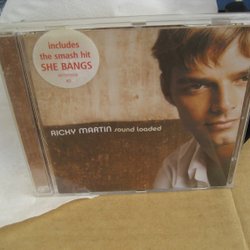 includes
the smash hit
SHE BANGS
RICKY MARTIN sound loaded